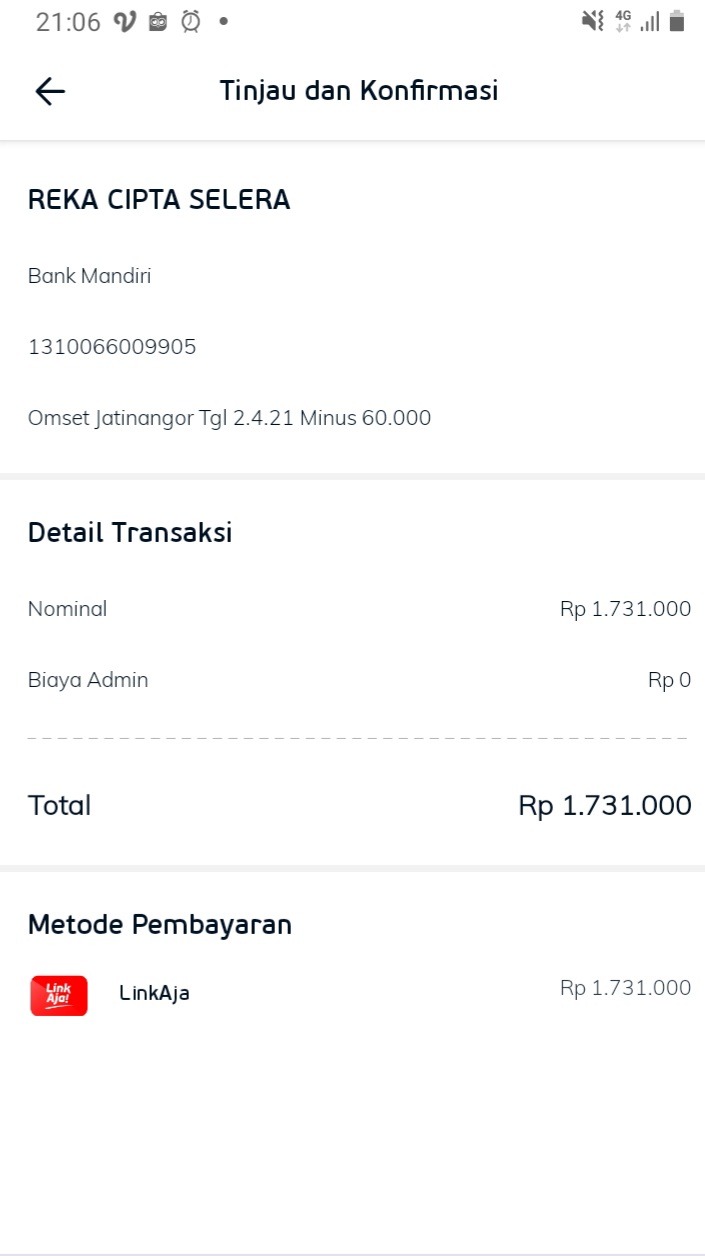 21:06
4G
Tinjau dan Konfirmasi
REKA CIPTA SELERA
Bank Mandiri
1310066009905
Omset Jatinangor Tgl 2.4.21 Minus 60.000
Detail Transaksi
Nominal Rp 1.731.000
Biaya Admin Rp 0
Total Rp 1.731.000
Metode Pembayaran
Link
Aja!
LinkAja Rp 1.731.000